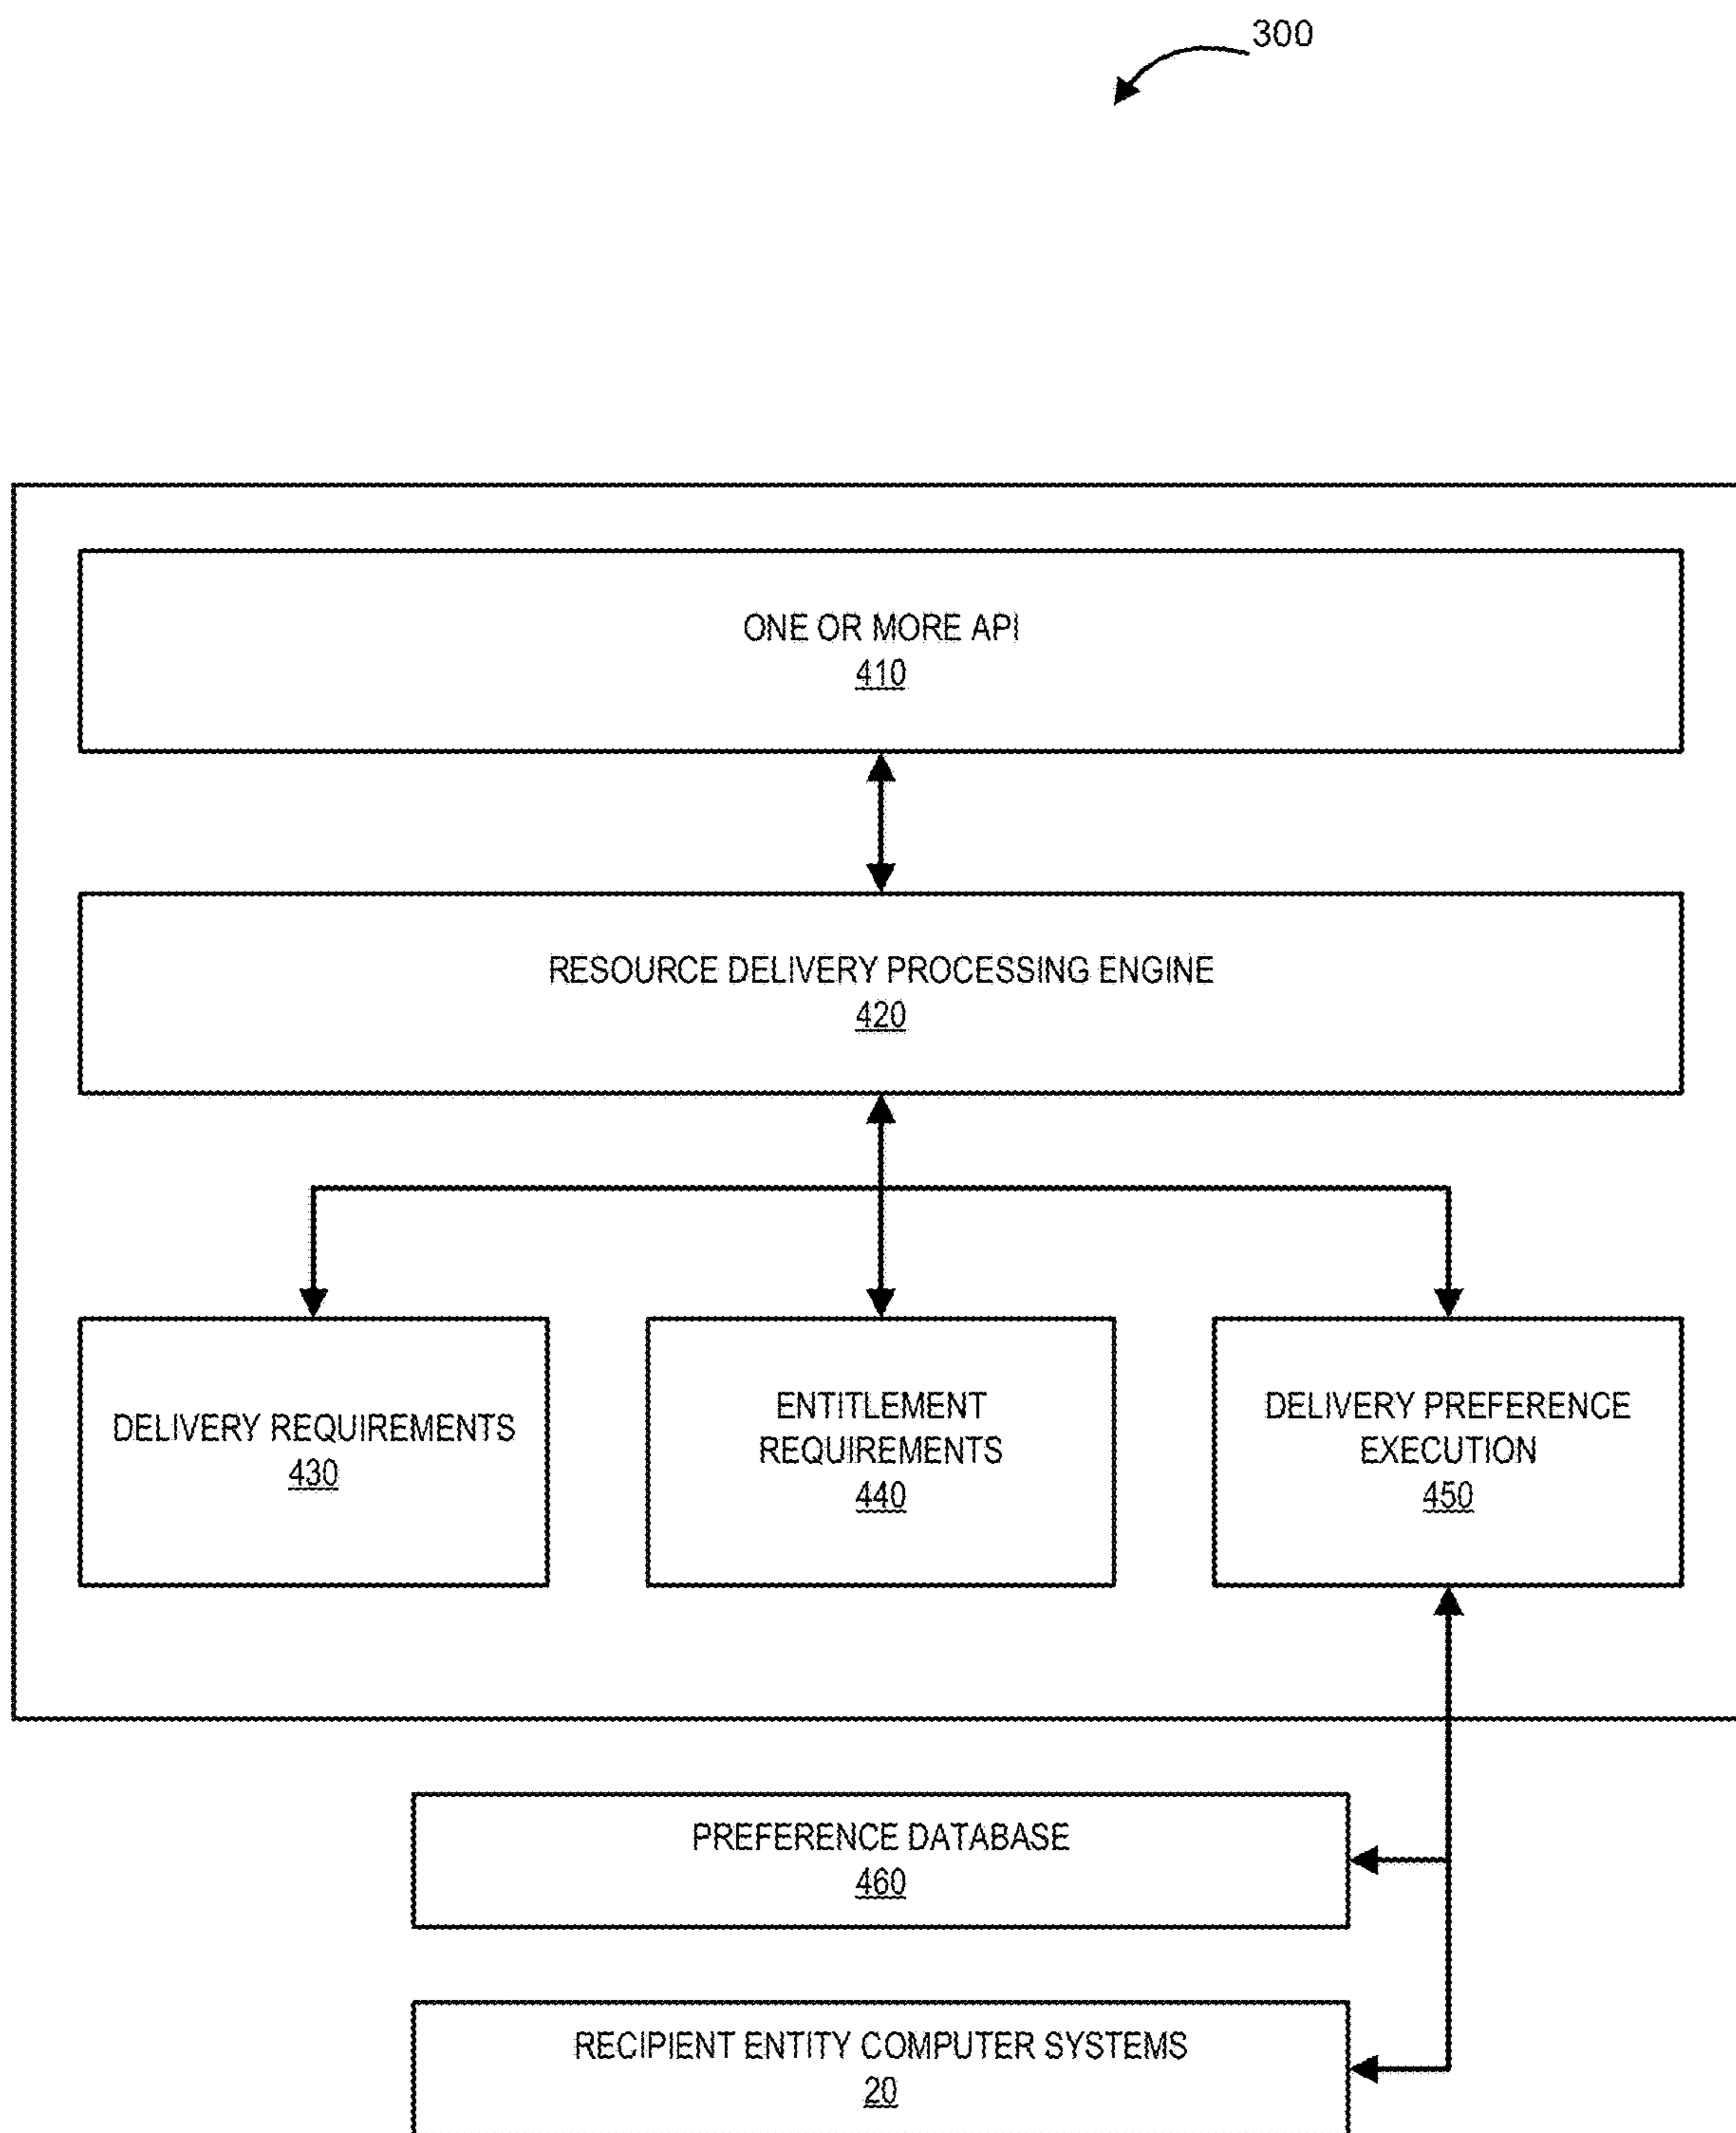 300
ONE OR MORE API
410
RESOURCE DELIVERY PROCESSING ENGINE
420
DELIVERY REQUIREMENTS
430
ENTITLEMENT
REQUIREMENTS
440
DELIVERY PREFERENCE
EXECUTION
450
PREFERENCE DATABASE
460
RECIPIENT ENTITY COMPUTER SYSTEMS
20